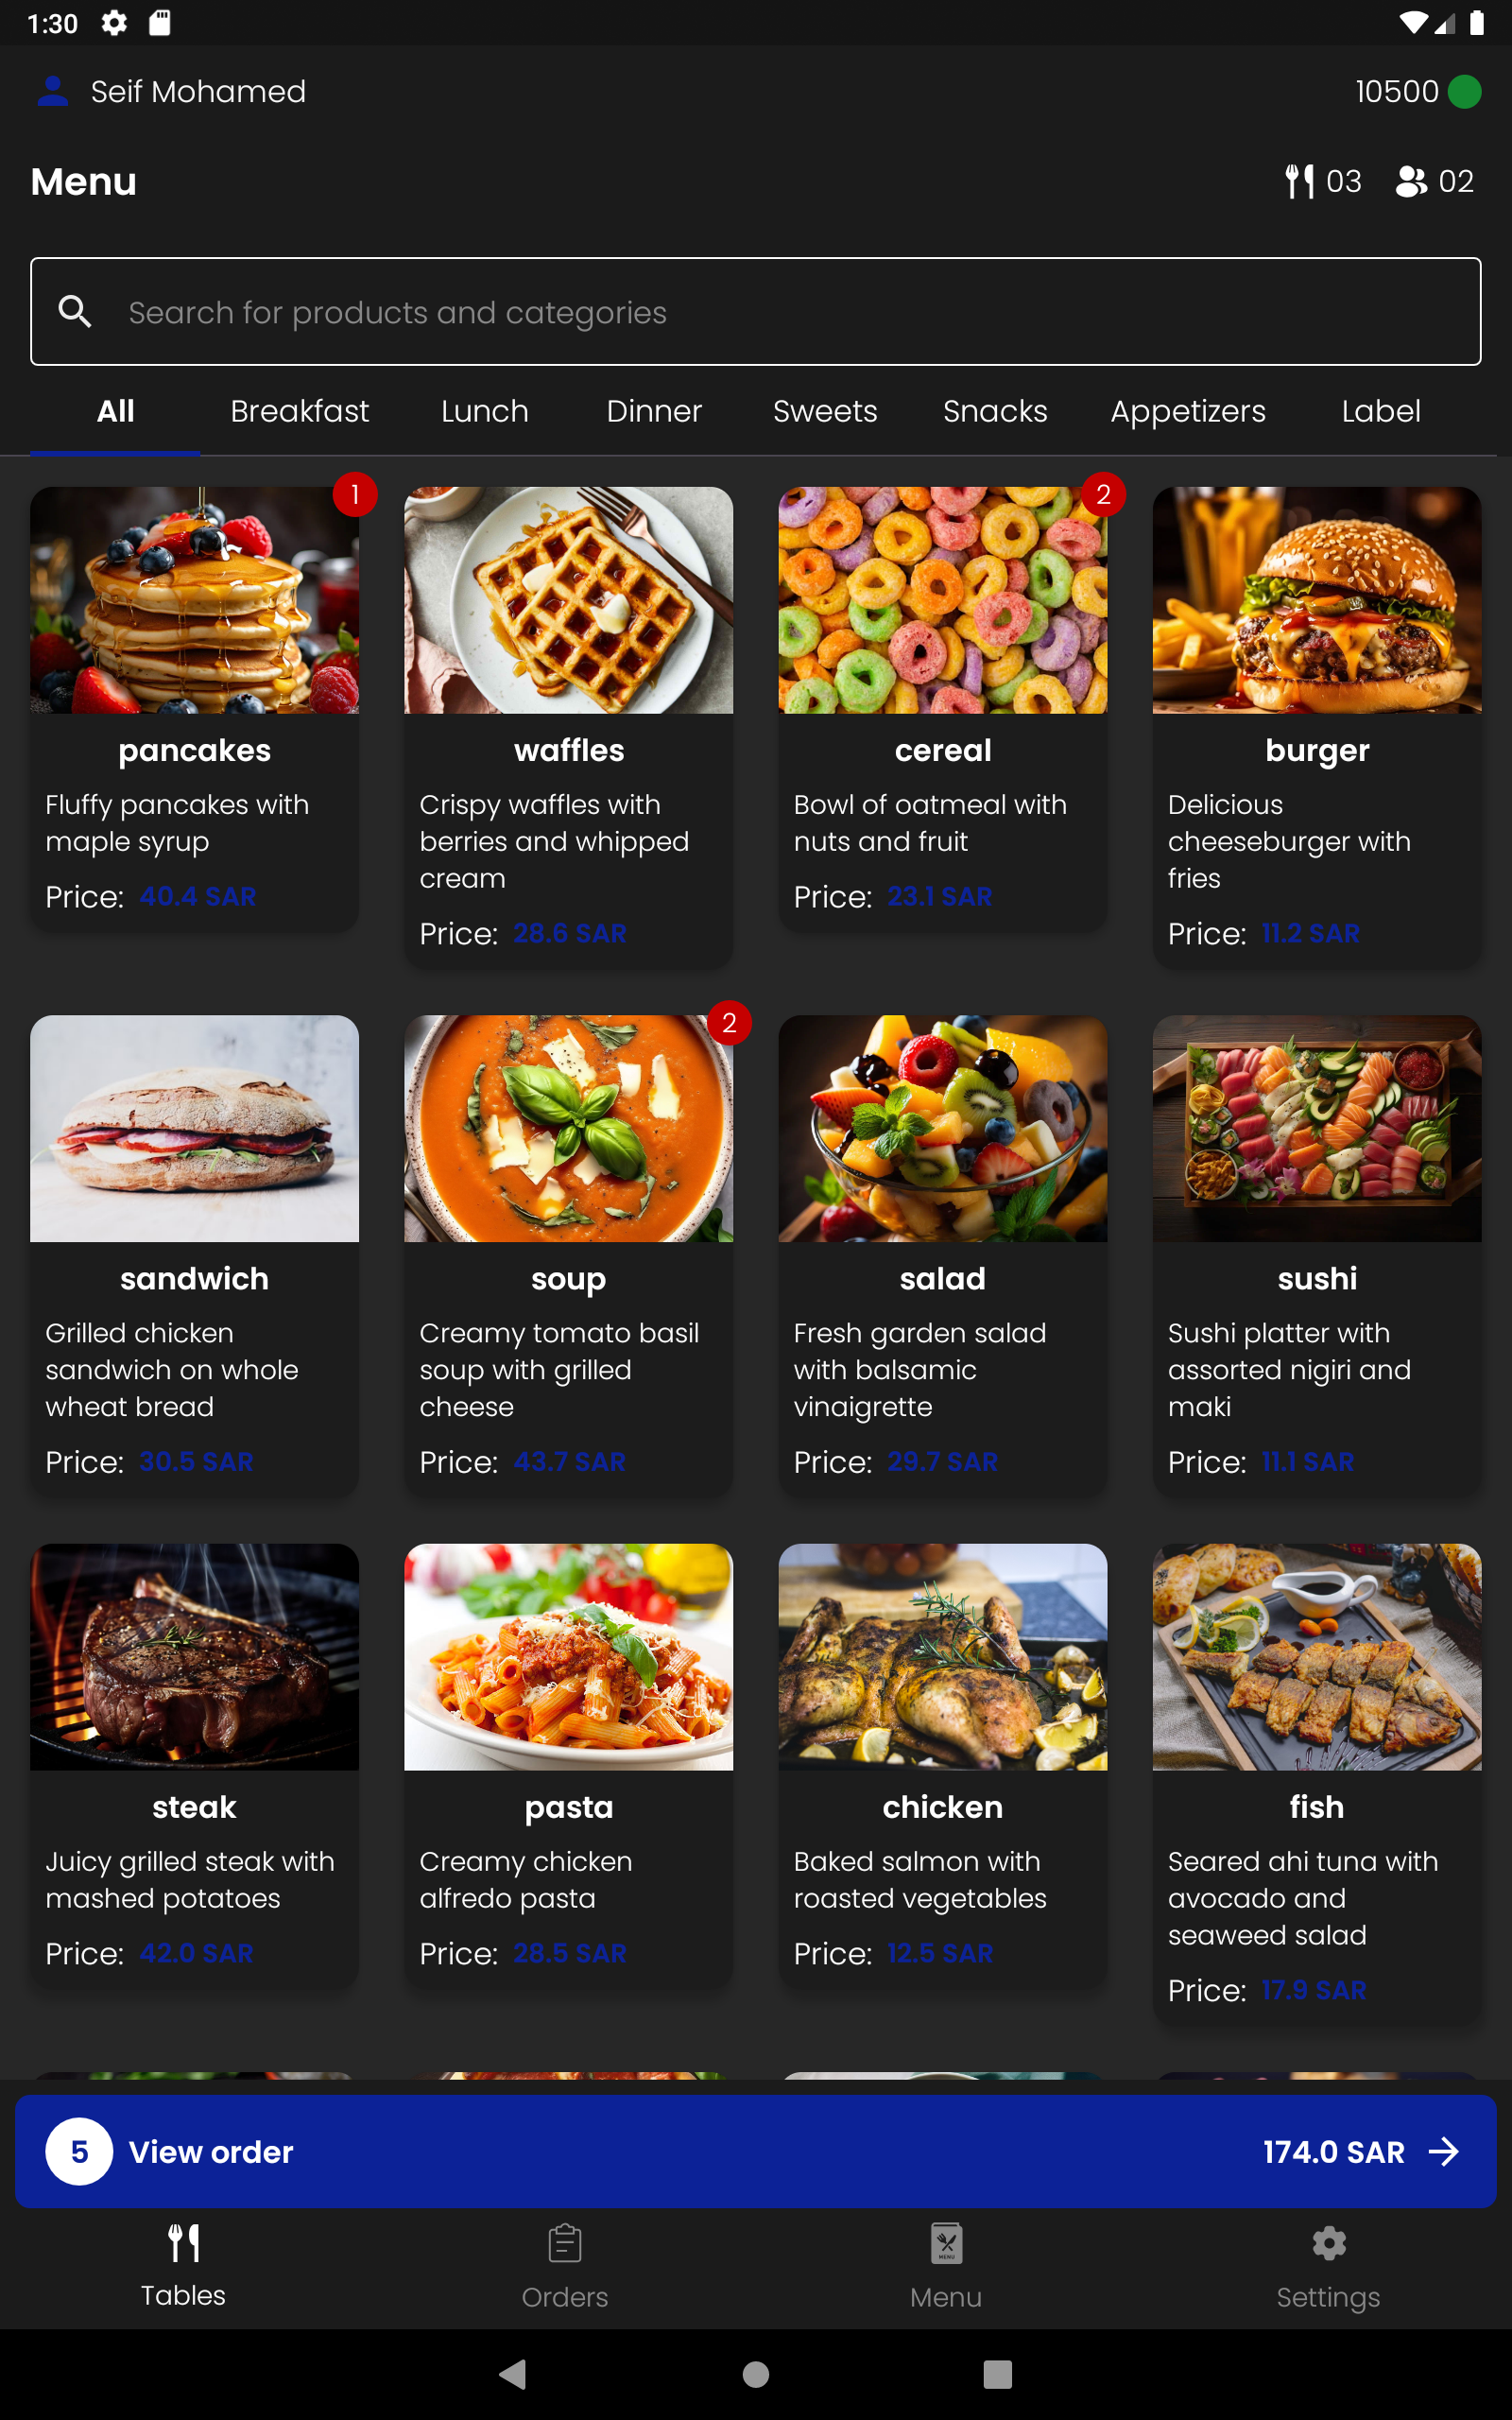 1:30
Seif Mohamed
10500
Menu
03
02
Search for products and categories
All
Breakfast
Lunch
Dinner
Sweets
Snacks
Appetizers
Label
1
2
pancakes
Fluffy pancakes with
maple syrup
Price: 40.4 SAR
waffles
Crispy waffles with
berries and whipped
cream
Price: 28.6 SAR
cereal
Bowl of oatmeal with
nuts and fruit
Price: 23.1 SAR
burger
Delicious
cheeseburger with
fries
Price: 11.2 SAR
2
sandwich
Grilled chicken
sandwich on whole
wheat bread
Price: 30.5 SAR
soup
Creamy tomato basil
soup with grilled
cheese
Price: 43.7 SAR
salad
Fresh garden salad
with balsamic
vinaigrette
Price: 29.7 SAR
sushi
Sushi platter with
assorted nigiri and
maki
Price: 11.1 SAR
steak
Juicy grilled steak with
mashed potatoes
Price: 42.0 SAR
pasta
Creamy chicken
alfredo pasta
Price: 28.5 SAR
chicken
Baked salmon with
roasted vegetables
Price: 12.5 SAR
fish
Seared ahi tuna with
avocado and
seaweed salad
Price: 17.9 SAR
5 View order
174.0 SAR
Tables
Orders
MENU
Menu
Settings